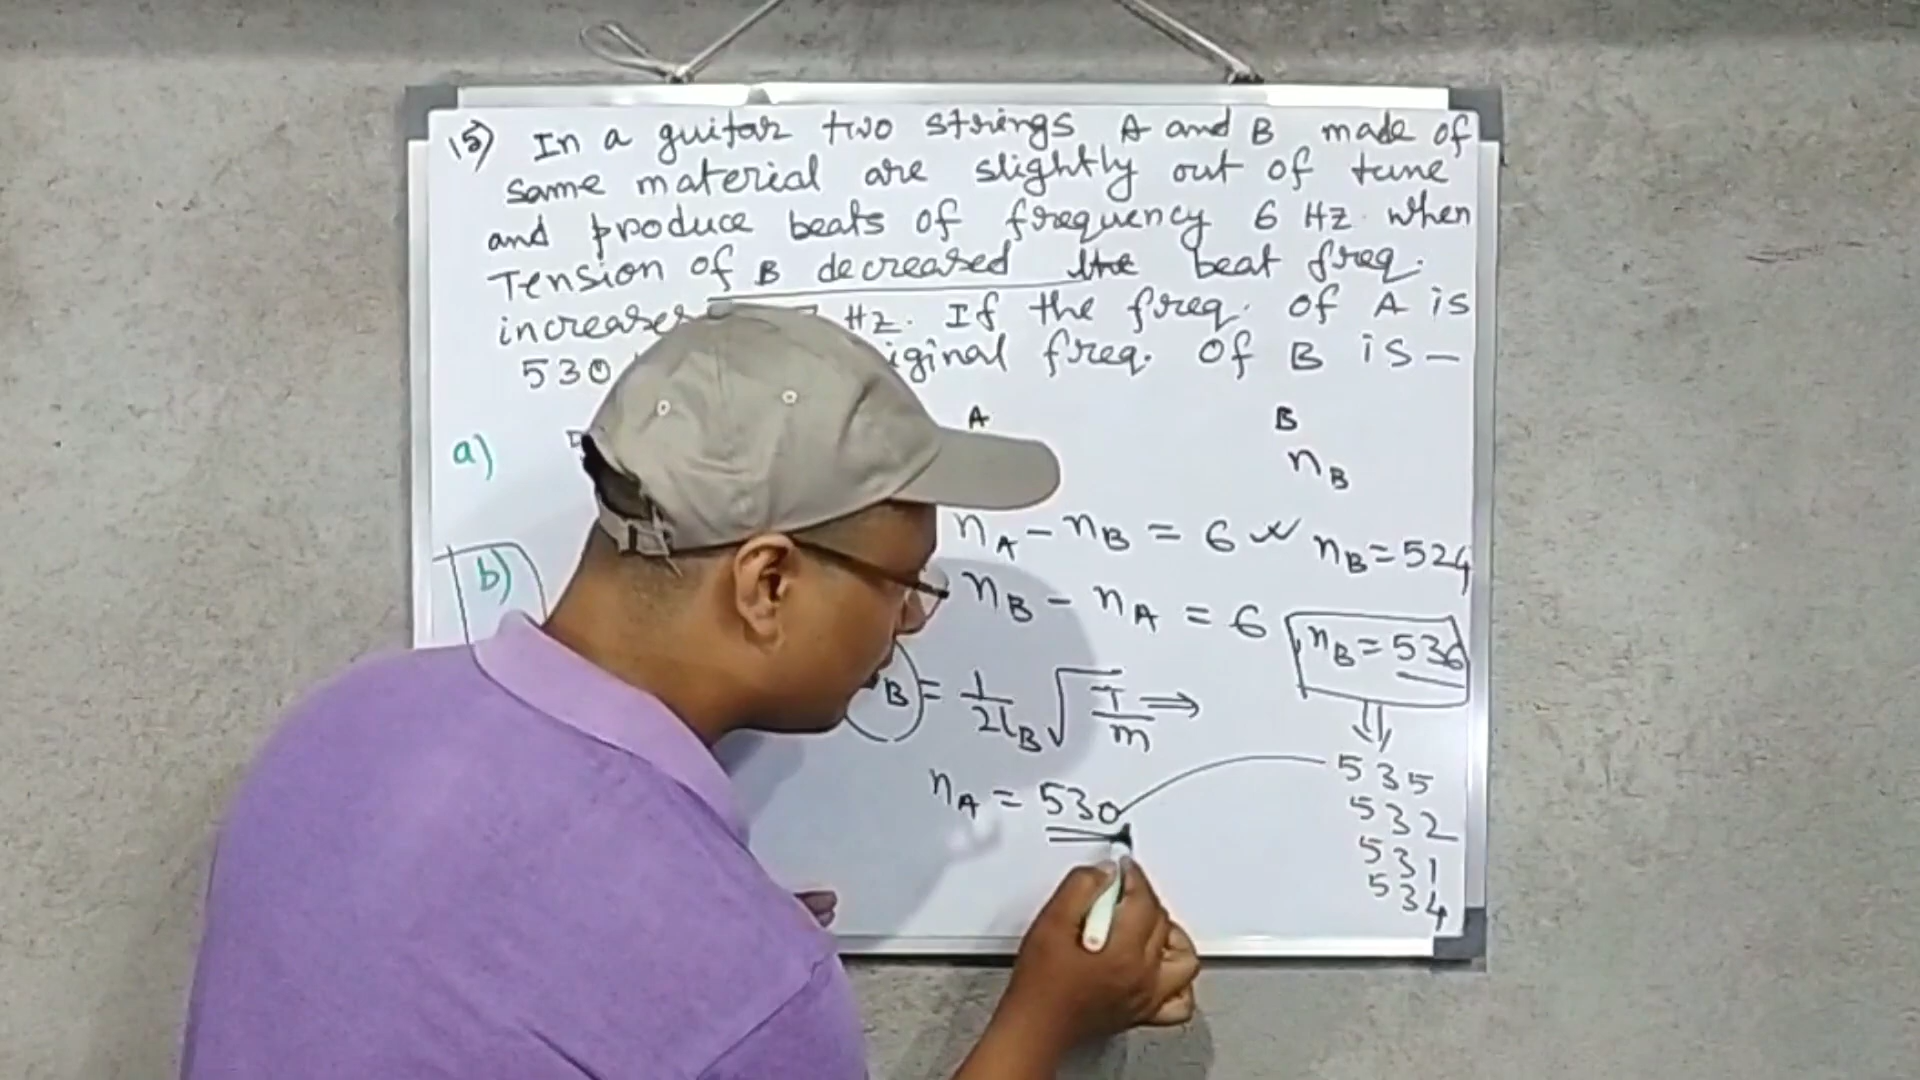 15) In a guitar two strings A and B made of
same material are slightly out of tune
and produce beats of frequency 6 Hz. When
Tension of B decreased the beat freq.
increases Hz. If the freq. of A is
530 iginal freq. of B is —
A B
a) nB
nA - nB = 6 nB = 524
b) nB - nA = 6 nB = 536
B = 1/2lB √T/m ⇒
⇓
nA = 530 535
532
531
534